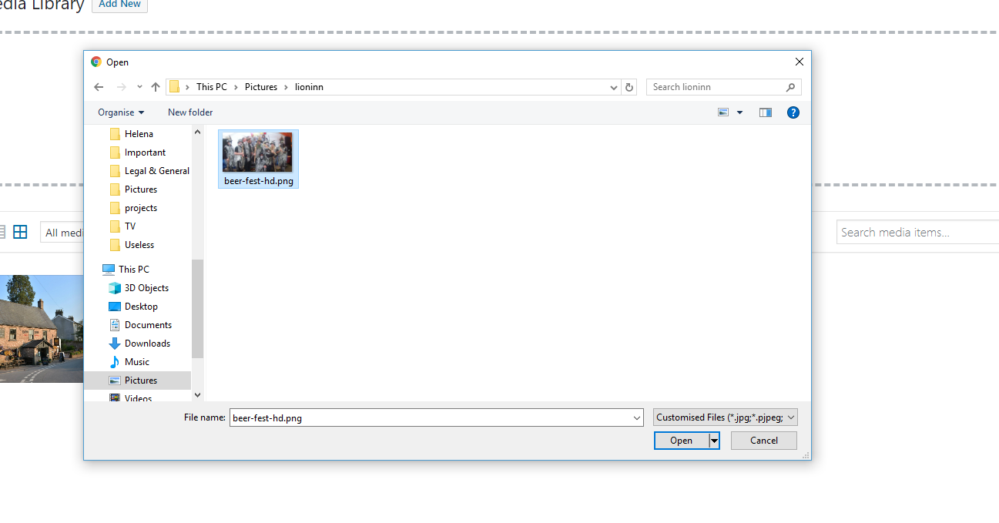 edia Library Add New
Open
This PC > Pictures > lioninn
Search lioninn
Organise New folder
?
Helena
Important
Legal & General
Pictures
projects
TV
Useless
This PC
3D Objects
Desktop
Documents
Downloads
Music
Pictures
Videos
beer-fest-hd.png
All medi
Search media items...
File name: beer-fest-hd.png
Customised Files (*.jpg;*.pjpeg;
Open
Cancel